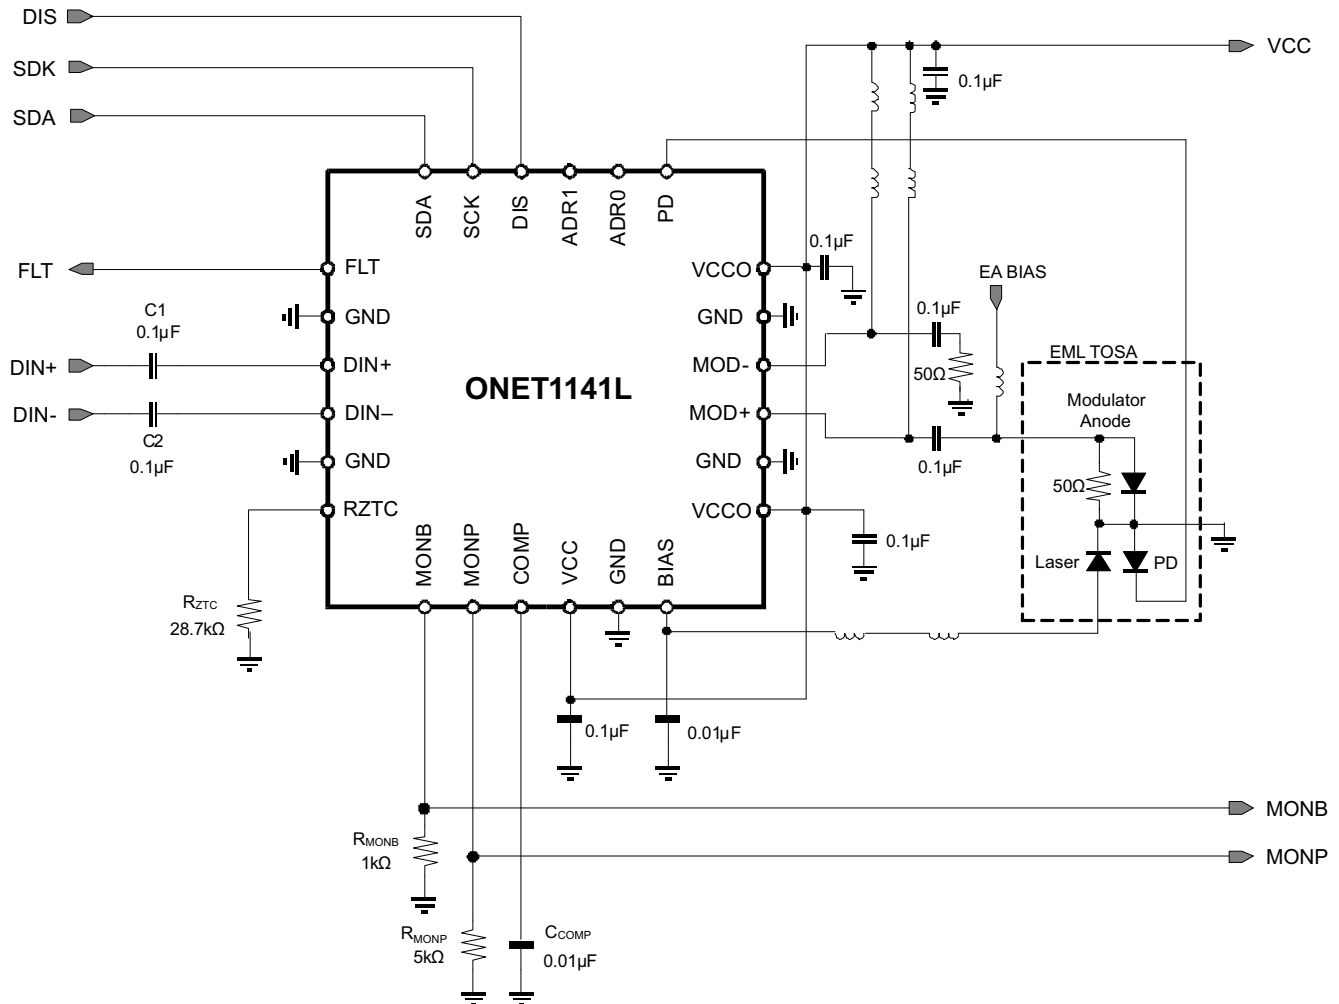 DIS
VCC
SDK
0.1µF
SDA
SDA
SCK
DIS
ADR1
ADR0
PD
0.1µF
FLT
FLT
VCCO
EA BIAS
C1
0.1µF
GND
GND
0.1µF
DIN+
DIN+
MOD-
50Ω
EML TOSA
ONET1141L
Modulator
Anode
DIN-
DIN–
MOD+
C2
0.1µF
GND
GND
0.1µF
50Ω
RZTC
VCCO
MONB
MONP
COMP
VCC
GND
BIAS
0.1µF
Laser
PD
RZTC
28.7kΩ
0.1µF
0.01µF
MONB
RMONB
1kΩ
MONP
RMONP
5kΩ
CCOMP
0.01µF